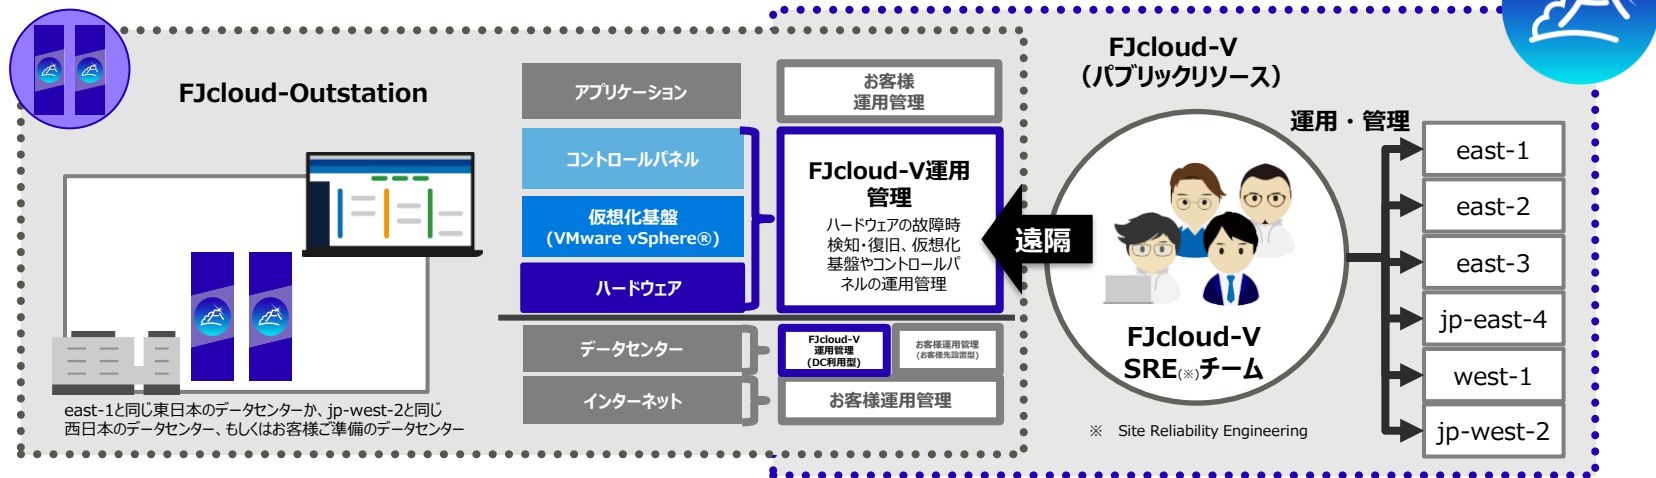 FJcloud-Outstation
east-1と同じ東日本のデータセンターか、jp-west-2と同じ
西日本のデータセンター、もしくはお客様ご準備のデータセンター
アプリケーション
コントロールパネル
仮想化基盤
(VMware vSphere®)
ハードウェア
データセンター
インターネット
お客様
運用管理
FJcloud-V運用
管理
ハードウェアの故障時
検知・復旧、仮想化
基盤やコントロールパ
ネルの運用管理
FJcloud-V
運用管理
(DC利用型)
お客様運用管理
(お客様先設置型)
お客様運用管理
遠隔
FJcloud-V
（パブリックリソース）
FJcloud-V
SRE(※)チーム
※ Site Reliability Engineering
運用・管理
east-1
east-2
east-3
jp-east-4
west-1
jp-west-2